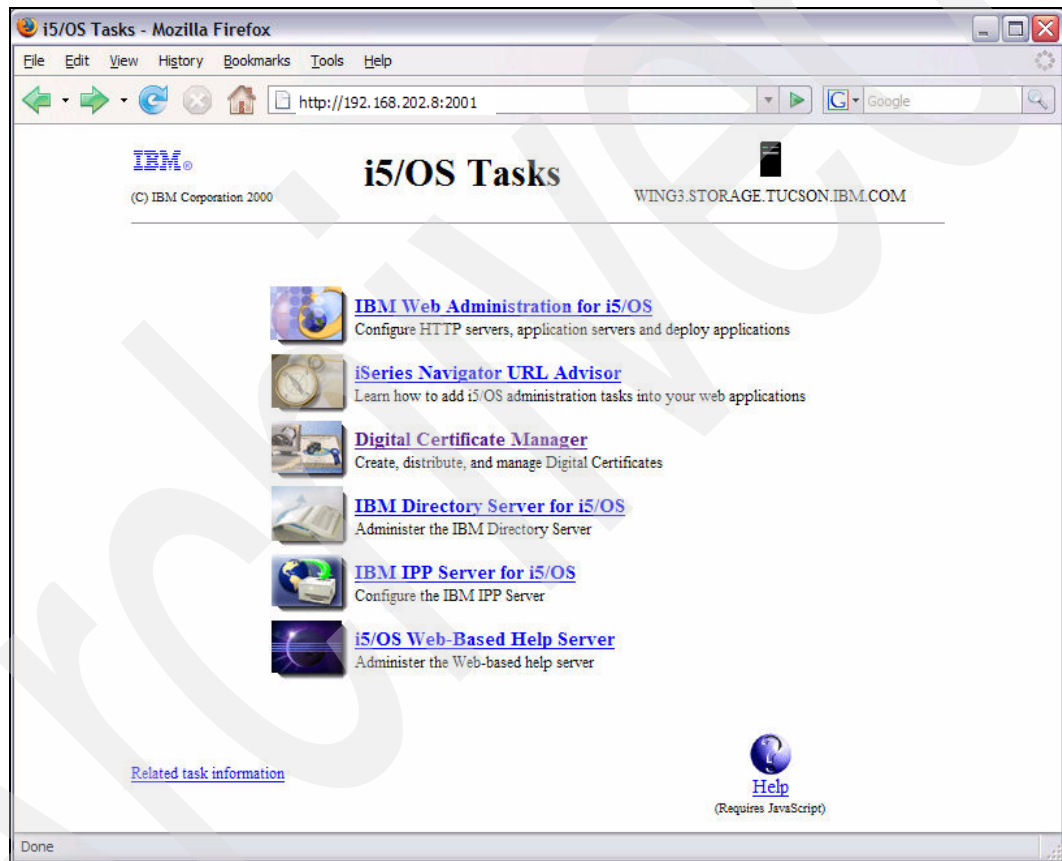 i5/OS Tasks - Mozilla Firefox
File Edit View History Bookmarks Tools Help
http://192.168.202.8:2001
G Google
IBM®
i5/OS Tasks
(C) IBM Corporation 2000
WING3.STORAGE.TUCSON.IBM.COM
IBM Web Administration for i5/OS
Configure HTTP servers, application servers and deploy applications
iSeries Navigator URL Advisor
Learn how to add i5/OS administration tasks into your web applications
Digital Certificate Manager
Create, distribute, and manage Digital Certificates
IBM Directory Server for i5/OS
Administer the IBM Directory Server
IBM IPP Server for i5/OS
Configure the IBM IPP Server
i5/OS Web-Based Help Server
Administer the Web-based help server
Related task information
Help
(Requires JavaScript)
Done